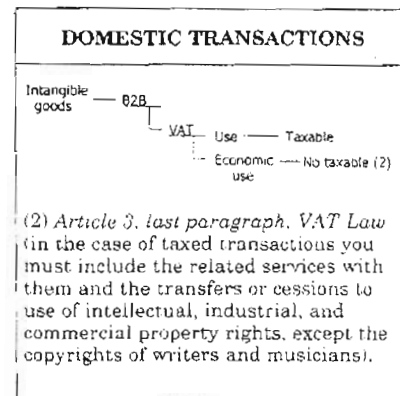 DOMESTIC TRANSACTIONS
Intangible goods — B2B
VAT — Use — Taxable
Economic use — No taxable (2)
(2) Article 3, last paragraph, VAT Law
(in the case of taxed transactions you
must include the related services with
them and the transfers or cessions to
use of intellectual, industrial, and
commercial property rights, except the
copyrights of writers and musicians).